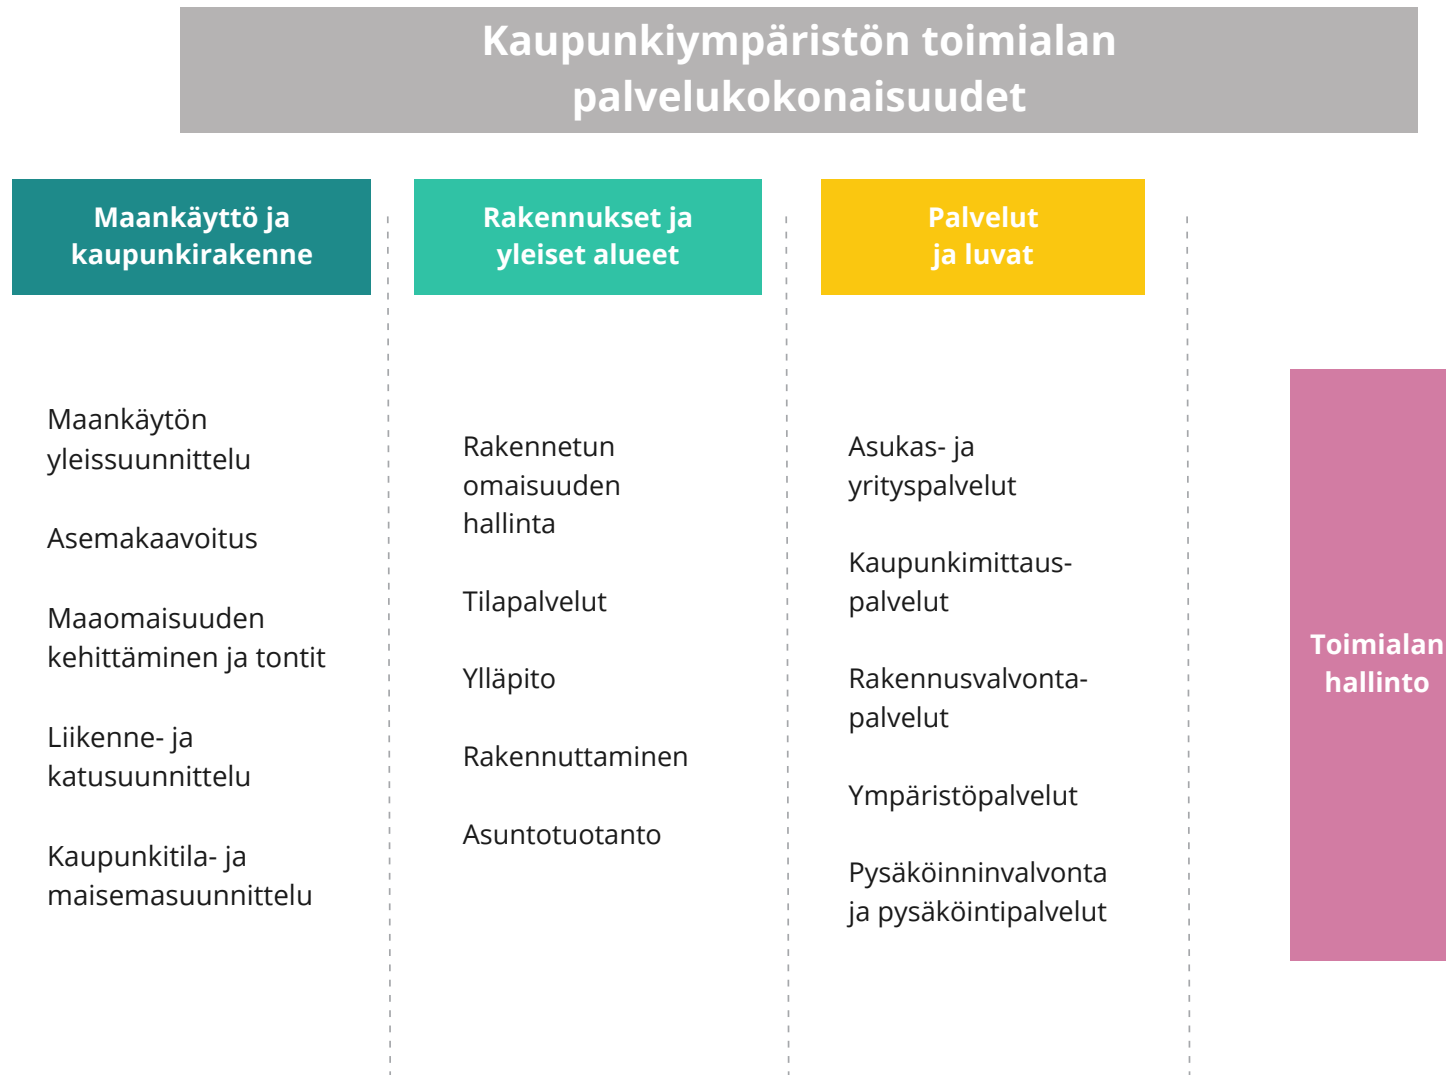 Kaupunkiympäristön toimialan
palvelukokonaisuudet
Maankäyttö ja
kaupunkirakenne
Maankäytön
yleissuunnittelu
Asemakaavoitus
Maaomaisuuden
kehittäminen ja tontit
Liikenne- ja
katusuunnittelu
Kaupunkitila- ja
maisemasuunnittelu
Rakennukset ja
yleiset alueet
Rakennetun
omaisuuden
hallinta
Tilapalvelut
Ylläpito
Rakennuttaminen
Asuntotuotanto
Palvelut
ja luvat
Asukas- ja
yrityspalvelut
Kaupunkimittaus-
palvelut
Rakennusvalvonta-
palvelut
Ympäristöpalvelut
Pysäköinninvalvonta
ja pysäköintipalvelut
Toimialan
hallinto